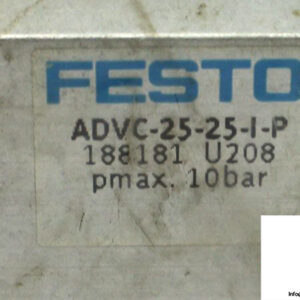 FESTO
ADVC-25-25-I-P
188181 U208
pmax. 10bar